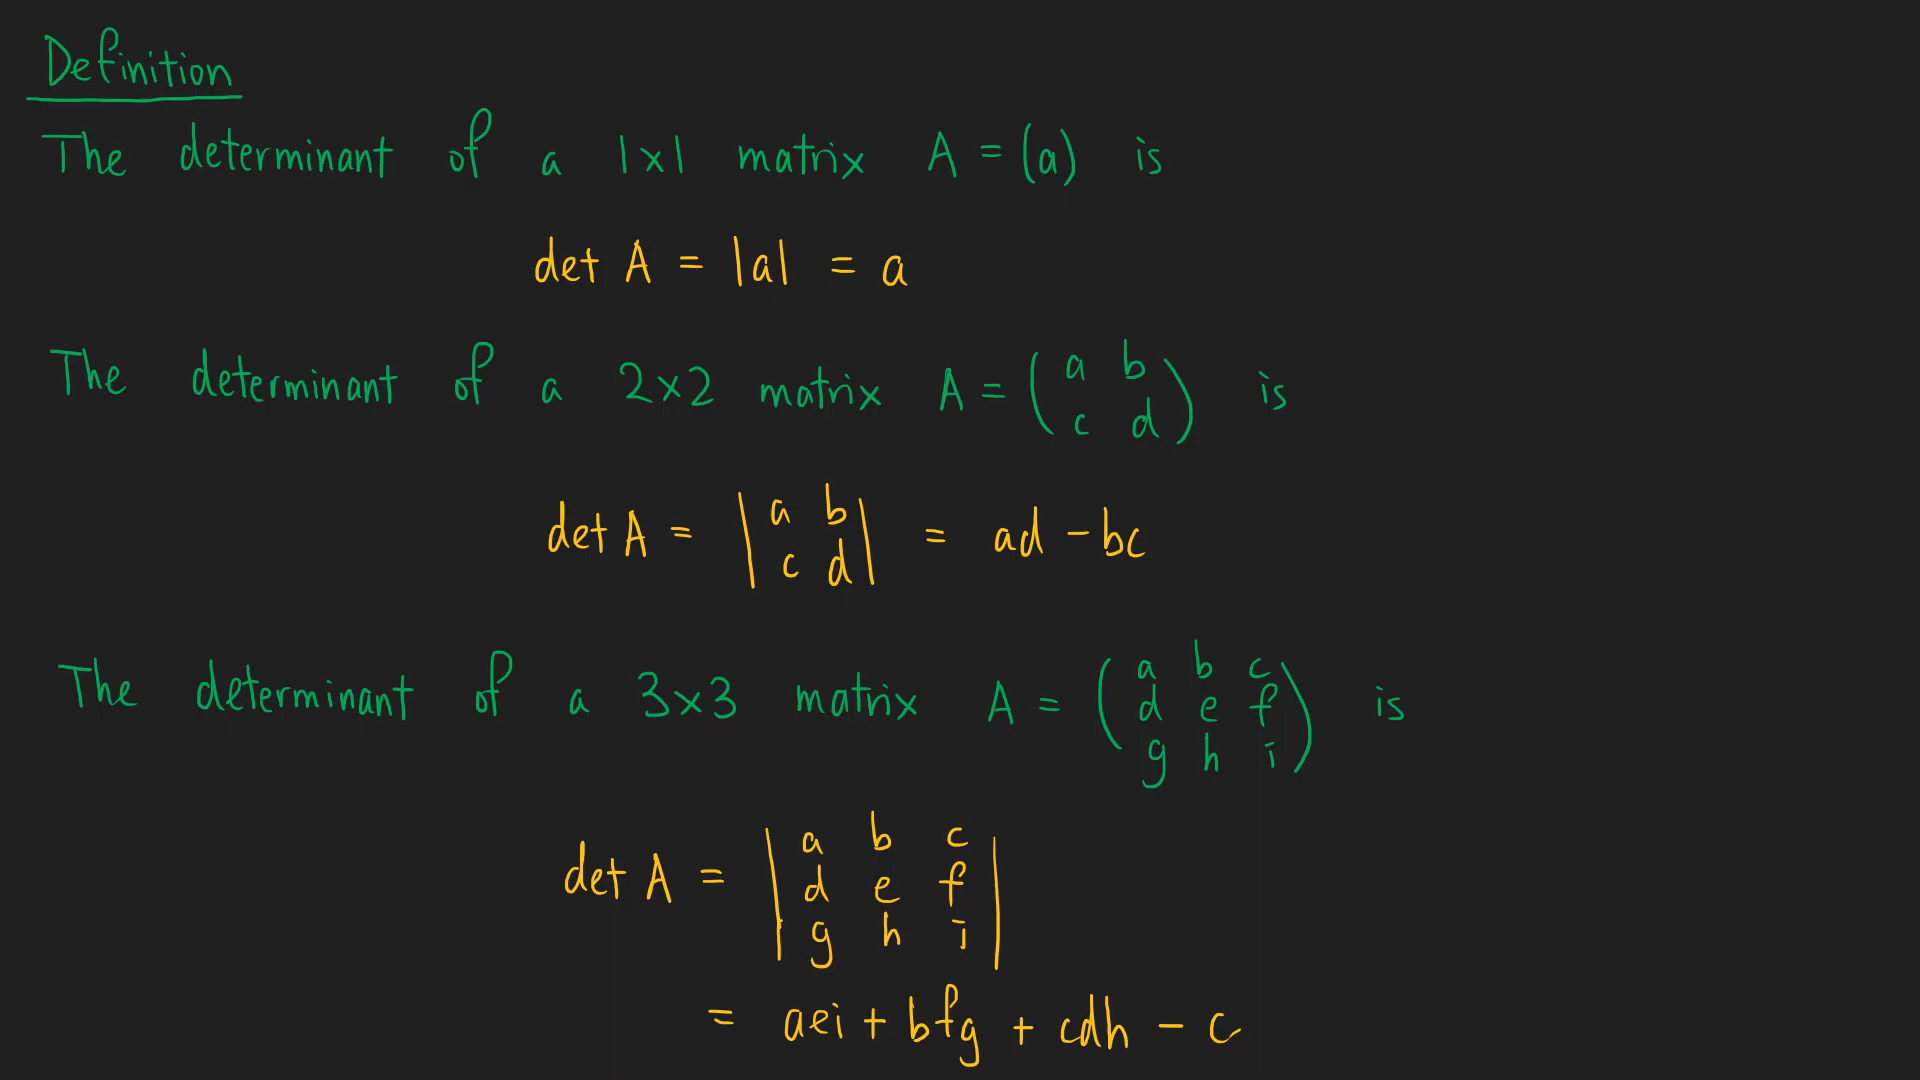 Definition
The determinant of a 1x1 matrix A = (a) is
det A = |a| = a
The determinant of a 2x2 matrix A = ( a b
c d ) is
det A = | a b
c d | = ad - bc
The determinant of a 3x3 matrix A = ( a b c
d e f
g h i ) is
det A = | a b c
d e f
g h i |
= aei + bfg + cdh - c